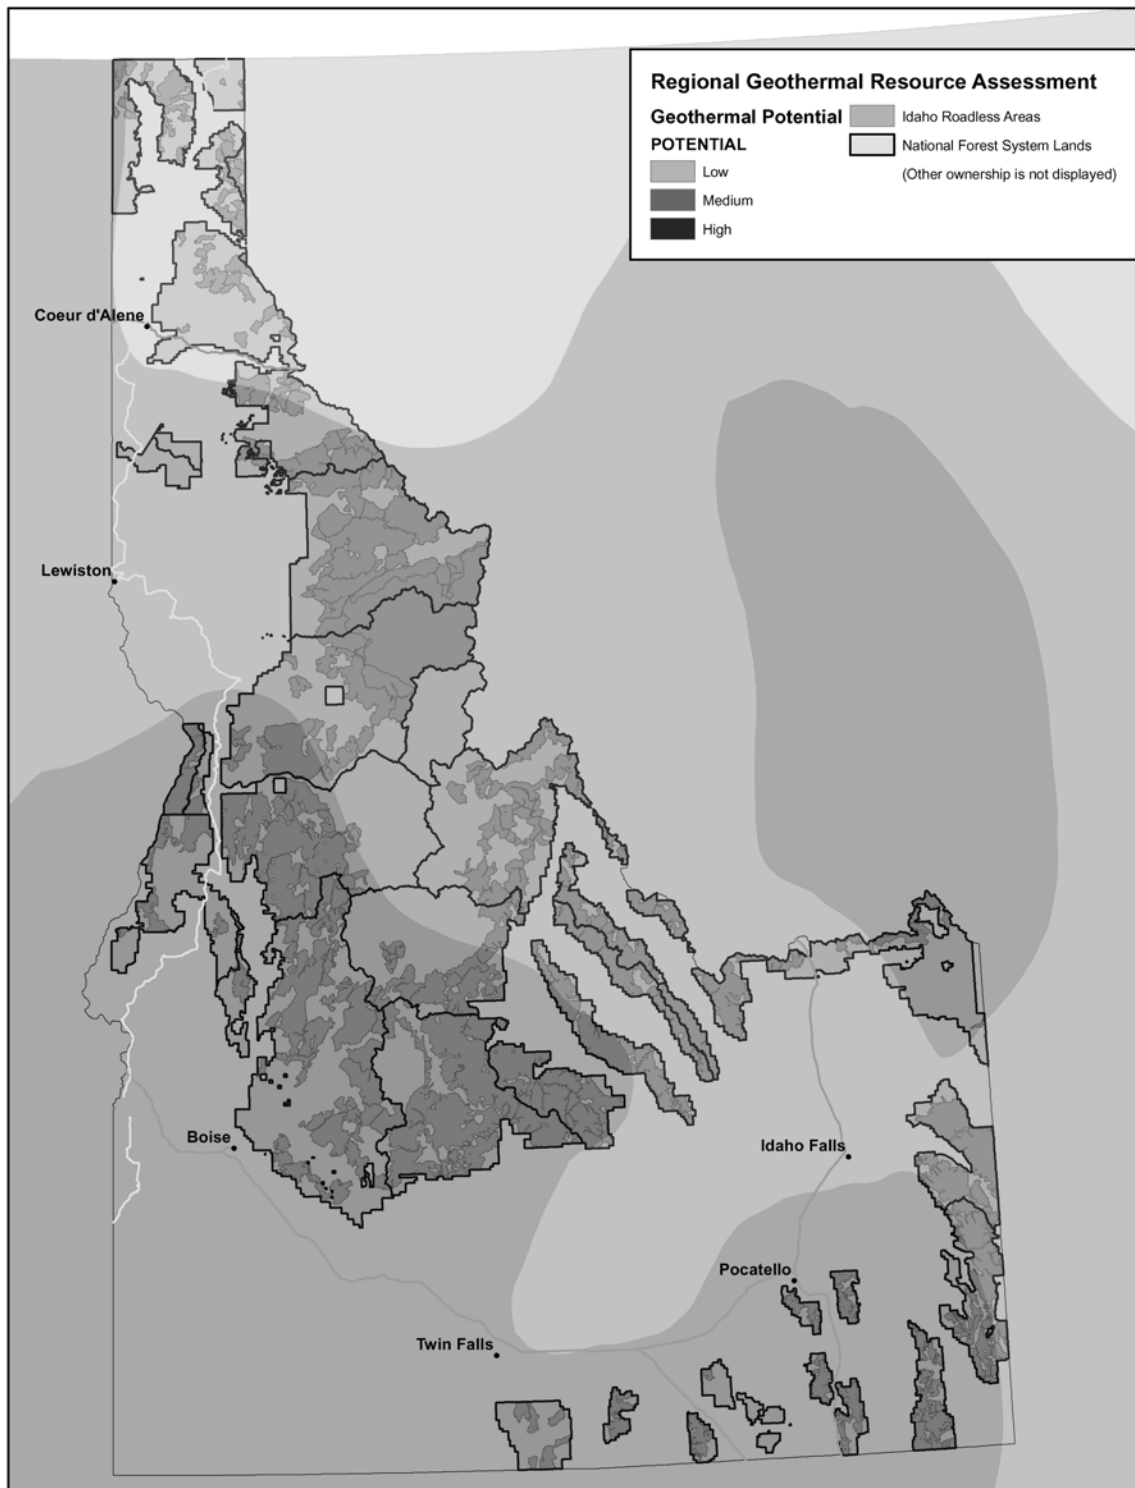 Regional Geothermal Resource Assessment
Geothermal Potential
POTENTIAL
Low
Medium
High
Idaho Roadless Areas
National Forest System Lands
(Other ownership is not displayed)
Coeur d'Alene
Lewiston
Boise
Idaho Falls
Pocatello
Twin Falls